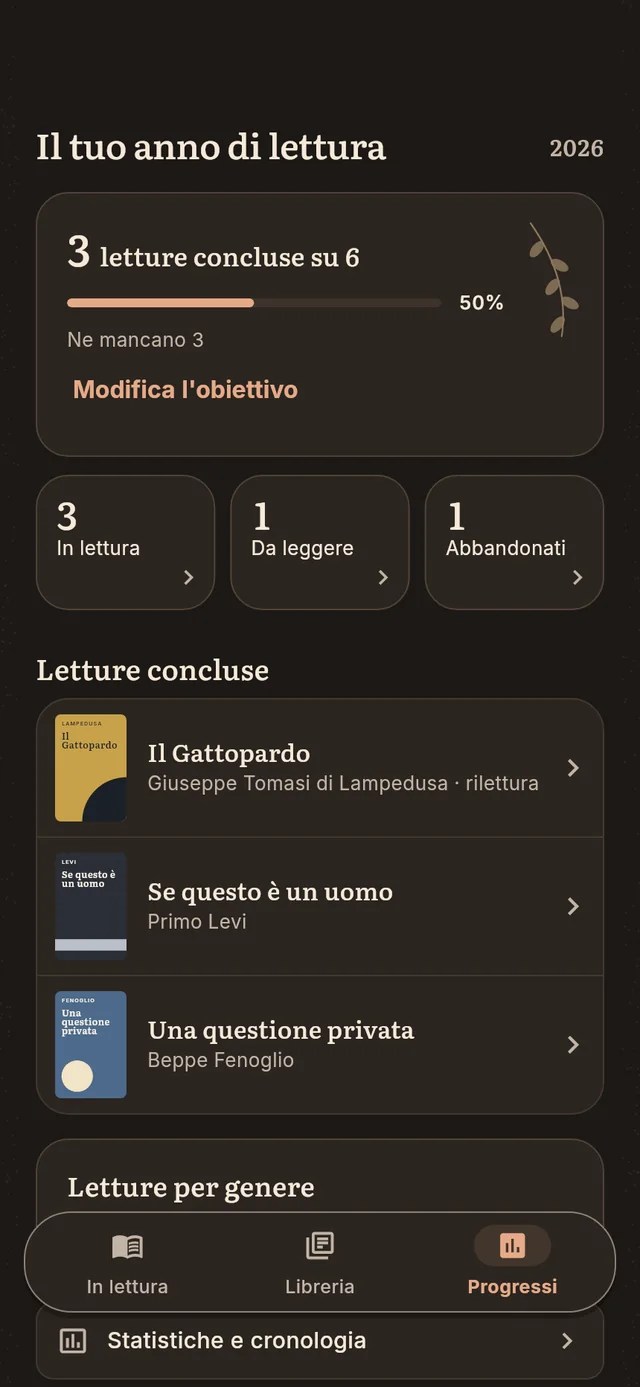 Il tuo anno di lettura
2026
3 letture concluse su 6
50%
Ne mancano 3
Modifica l'obiettivo
3
In lettura
1
Da leggere
1
Abbandonati
Letture concluse
LAMPEDUSA
Il
Gattopardo
Il Gattopardo
Giuseppe Tomasi di Lampedusa · rilettura
LEVI
Se questo è
un uomo
Se questo è un uomo
Primo Levi
FENOGLIO
Una
questione
privata
Una questione privata
Beppe Fenoglio
Letture per genere
In lettura
Libreria
Progressi
Statistiche e cronologia